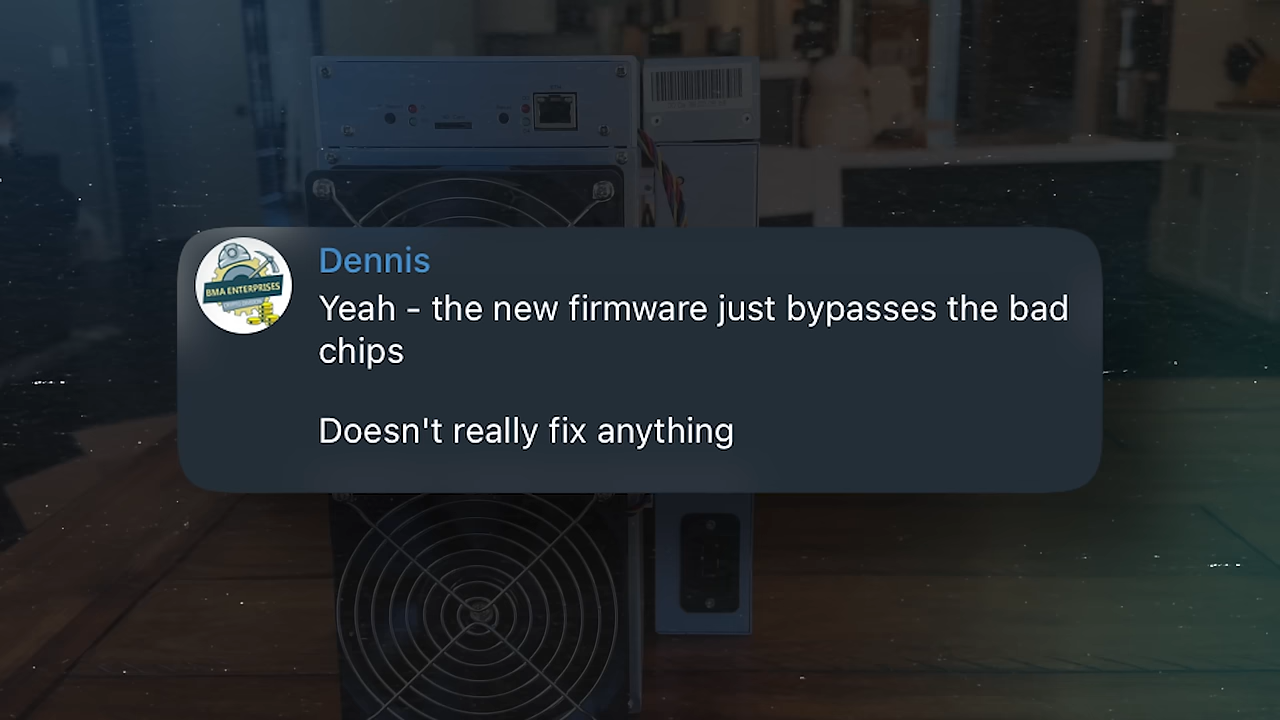 Dennis
BMA ENTERPRISES
Yeah - the new firmware just bypasses the bad
chips
Doesn't really fix anything